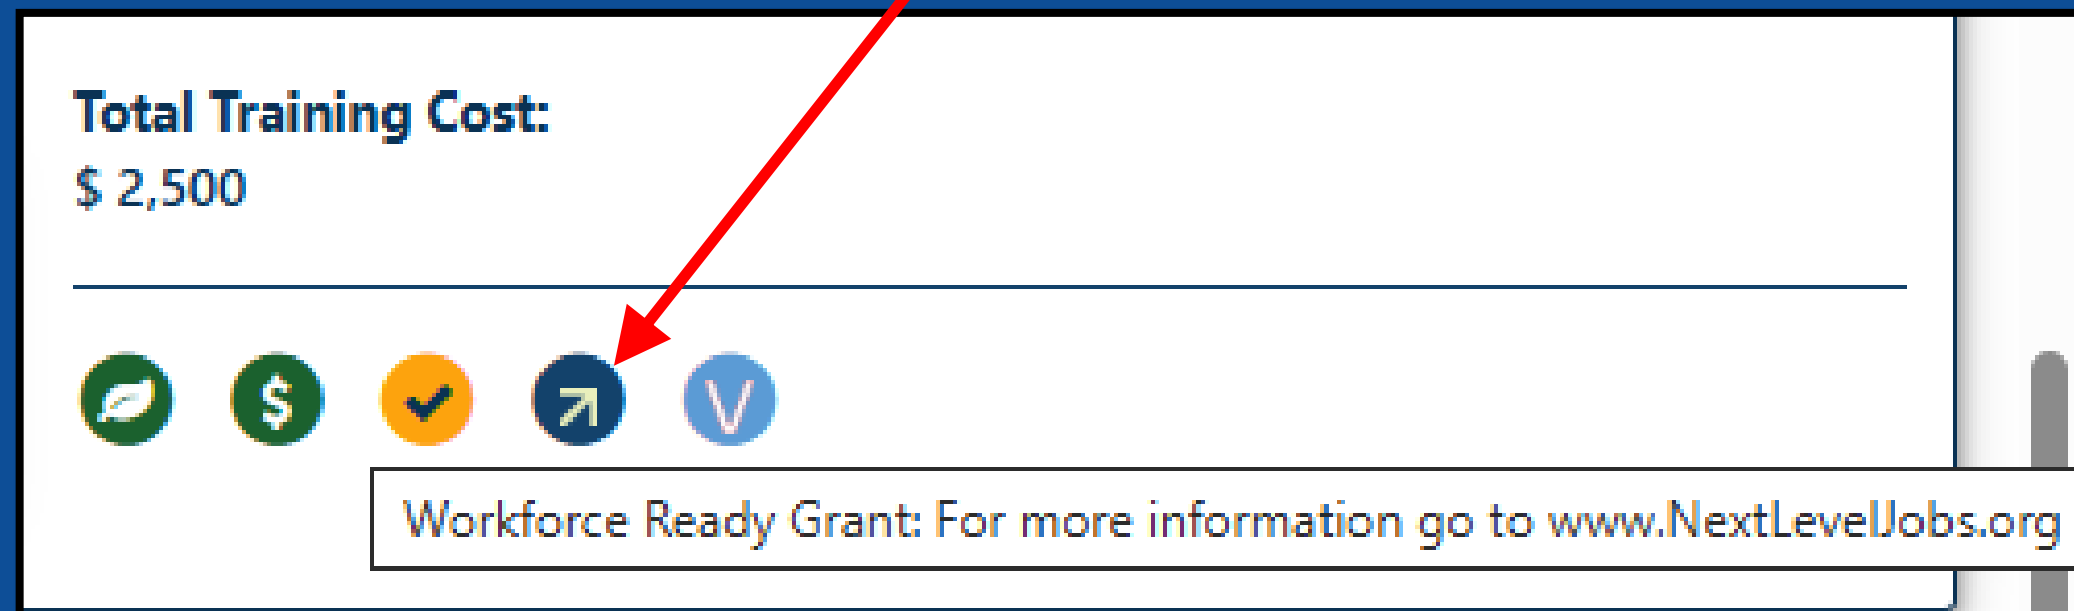 Total Training Cost:
$ 2,500
$ V
Workforce Ready Grant: For more information go to www.NextLevelJobs.org